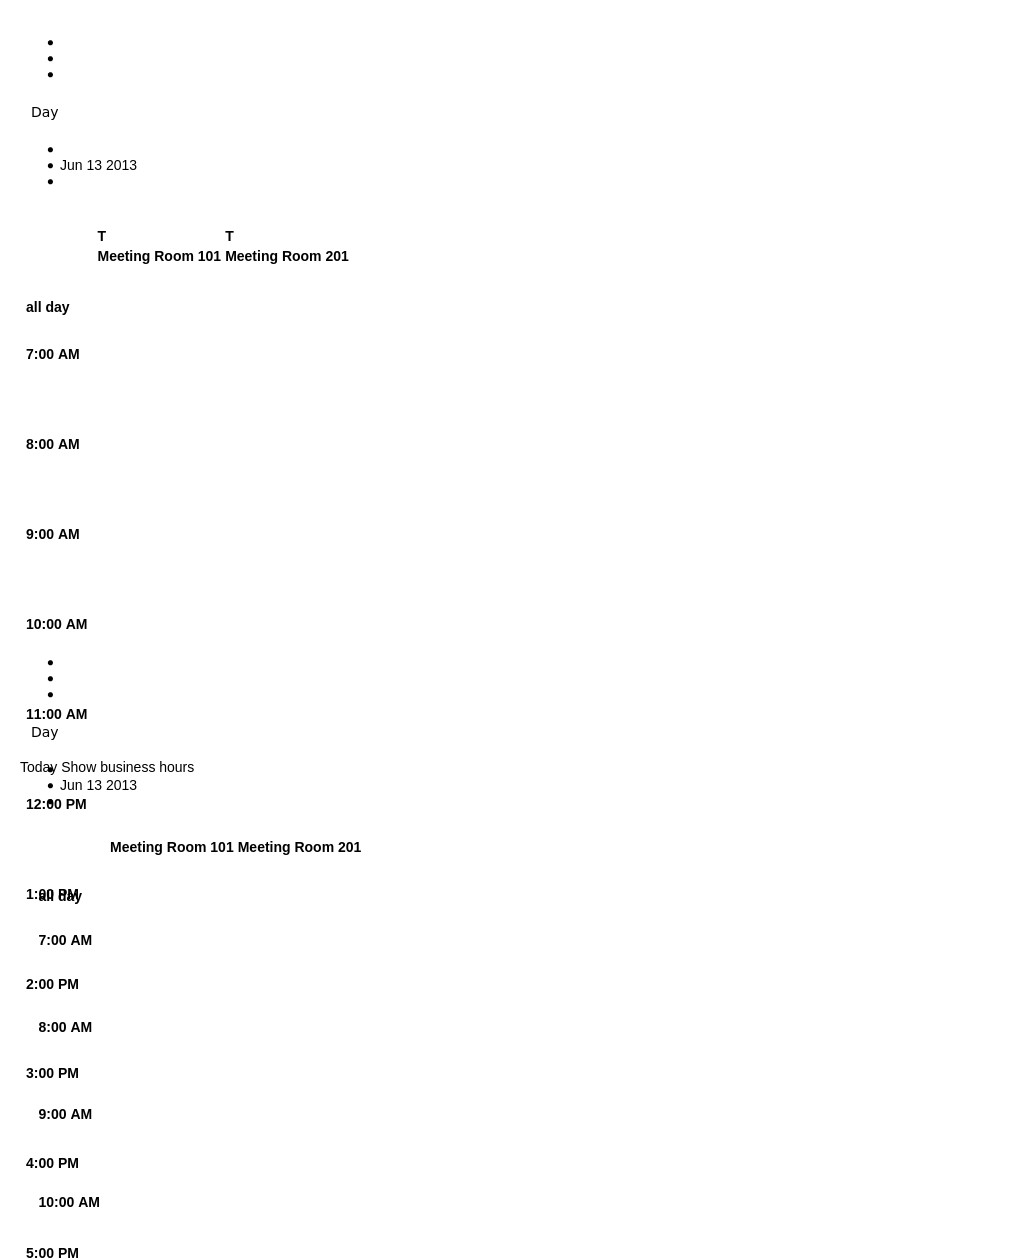 Day
Jun 13 2013
T T
Meeting Room 101 Meeting Room 201
all day
7:00 AM
8:00 AM
9:00 AM
10:00 AM
11:00 AM
Day
Today Show business hours
Jun 13 2013
12:00 PM
Meeting Room 101 Meeting Room 201
1:00 PM
all day
7:00 AM
2:00 PM
8:00 AM
3:00 PM
9:00 AM
4:00 PM
10:00 AM
5:00 PM